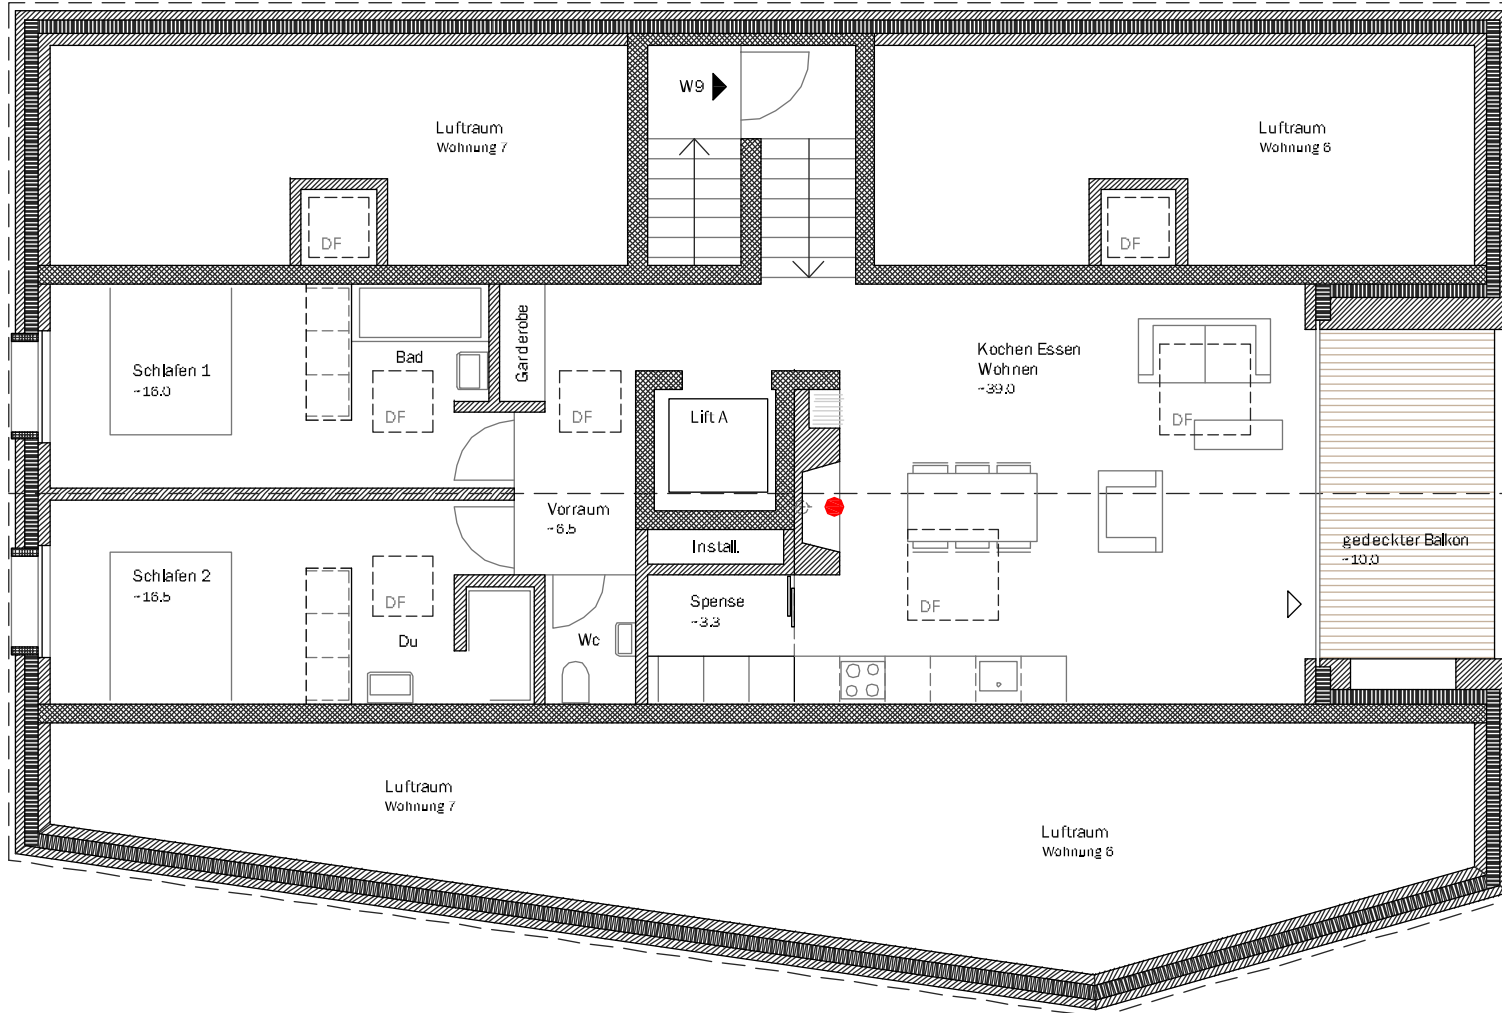 W9
Luftraum
Wohnung 7
Luftraum
Wohnung 6
DF
DF
Schlafen 1
~16.0
Bad
DF
Garderobe
DF
Lift A
Kochen Essen
Wohnen
~39.0
DF
Vorraum
~6.5
Install.
gedeckter Balkon
~10.0
Schlafen 2
~16.5
DF
Du
Wc
Spense
~3.3
DF
Luftraum
Wohnung 7
Luftraum
Wohnung 6